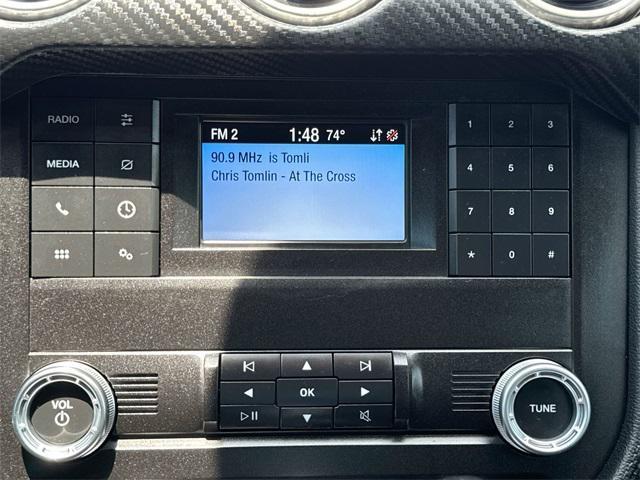 FM 2 1:48 74°
90.9 MHz is Tomli
Chris Tomlin - At The Cross
RADIO
MEDIA
1 2 3
4 5 6
7 8 9
* 0 #
VOL
OK
TUNE